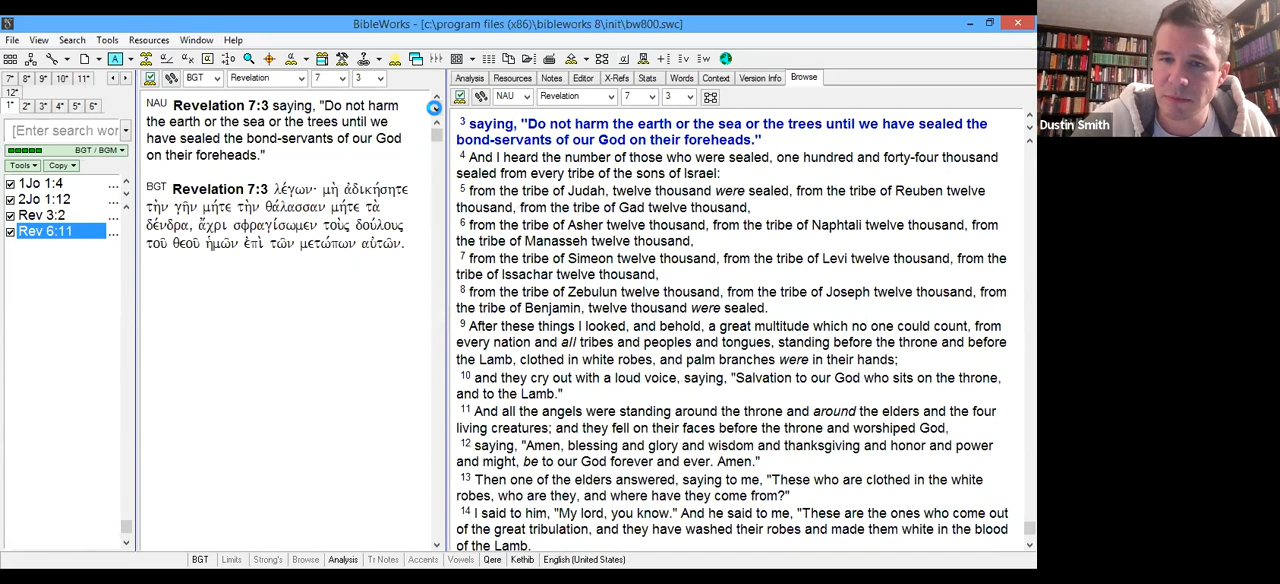 BibleWorks - [c:\program files (x86)\bibleworks 8\init\bw800.swc]
File View Search Tools Resources Window Help
7* 8* 9* 10* 11*
12*
1* 2* 3* 4* 5* 6*
[Enter search wor
BGT / BGM
Tools Copy
1Jo 1:4 ...
2Jo 1:12 ...
Rev 3:2 ...
Rev 6:11 ...
BGT Revelation 7 3
NAU Revelation 7:3 saying, "Do not harm
the earth or the sea or the trees until we
have sealed the bond-servants of our God
on their foreheads."
BGT Revelation 7:3 λέγων· μὴ ἀδικήσητε
τὴν γῆν μήτε τὴν θάλασσαν μήτε τὰ
δένδρα, ἄχρι σφραγίσωμεν τοὺς δούλους
τοῦ θεοῦ ἡμῶν ἐπὶ τῶν μετώπων αὐτῶν.
Analysis Resources Notes Editor X-Refs Stats Words Context Version Info Browse
NAU Revelation 7 3
3 saying, "Do not harm the earth or the sea or the trees until we have sealed the
bond-servants of our God on their foreheads."
4 And I heard the number of those who were sealed, one hundred and forty-four thousand
sealed from every tribe of the sons of Israel:
5 from the tribe of Judah, twelve thousand were sealed, from the tribe of Reuben twelve
thousand, from the tribe of Gad twelve thousand,
6 from the tribe of Asher twelve thousand, from the tribe of Naphtali twelve thousand, from
the tribe of Manasseh twelve thousand,
7 from the tribe of Simeon twelve thousand, from the tribe of Levi twelve thousand, from the
tribe of Issachar twelve thousand,
8 from the tribe of Zebulun twelve thousand, from the tribe of Joseph twelve thousand, from
the tribe of Benjamin, twelve thousand were sealed.
9 After these things I looked, and behold, a great multitude which no one could count, from
every nation and all tribes and peoples and tongues, standing before the throne and before
the Lamb, clothed in white robes, and palm branches were in their hands;
10 and they cry out with a loud voice, saying, "Salvation to our God who sits on the throne,
and to the Lamb."
11 And all the angels were standing around the throne and around the elders and the four
living creatures; and they fell on their faces before the throne and worshiped God,
12 saying, "Amen, blessing and glory and wisdom and thanksgiving and honor and power
and might, be to our God forever and ever. Amen."
13 Then one of the elders answered, saying to me, "These who are clothed in the white
robes, who are they, and where have they come from?"
14 I said to him, "My lord, you know." And he said to me, "These are the ones who come out
of the great tribulation, and they have washed their robes and made them white in the blood
of the Lamb.
BGT Limits Strong's Browse Analysis Tr Notes Accents Vowels Qere Kethib English (United States)
Dustin Smith